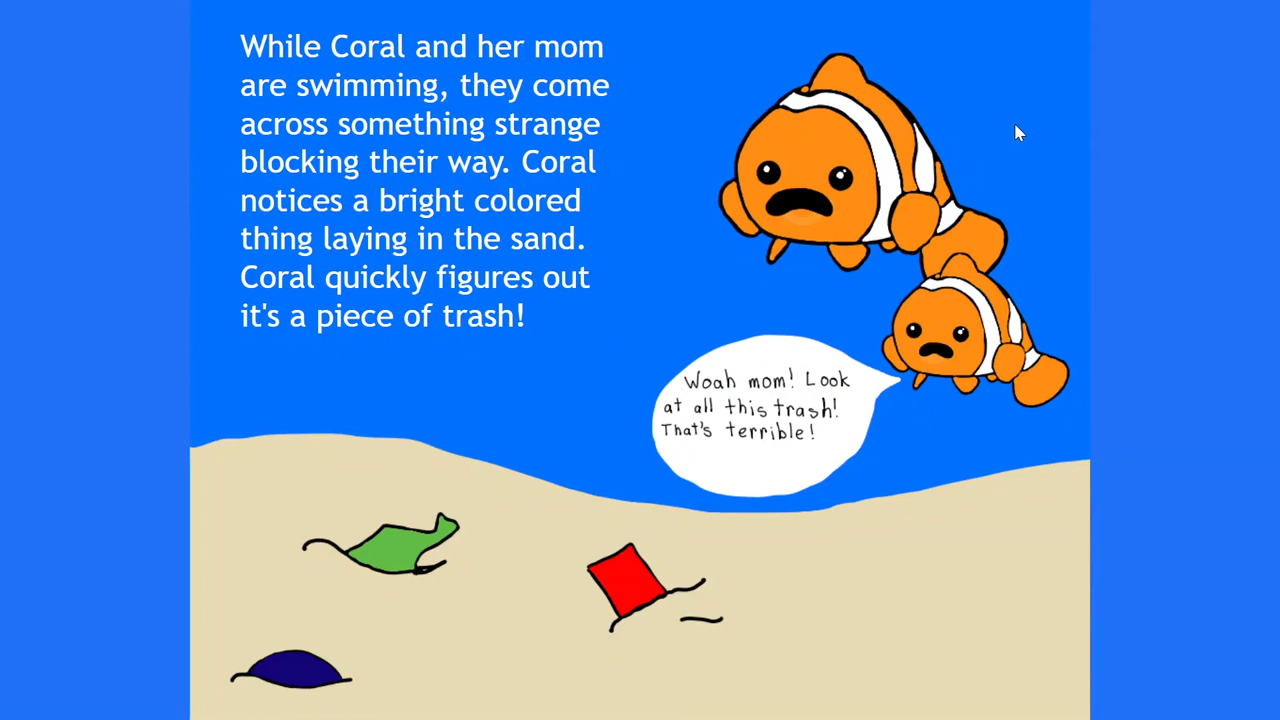 While Coral and her mom
are swimming, they come
across something strange
blocking their way. Coral
notices a bright colored
thing laying in the sand.
Coral quickly figures out
it's a piece of trash!
Woah mom! Look
at all this trash!
That's terrible!